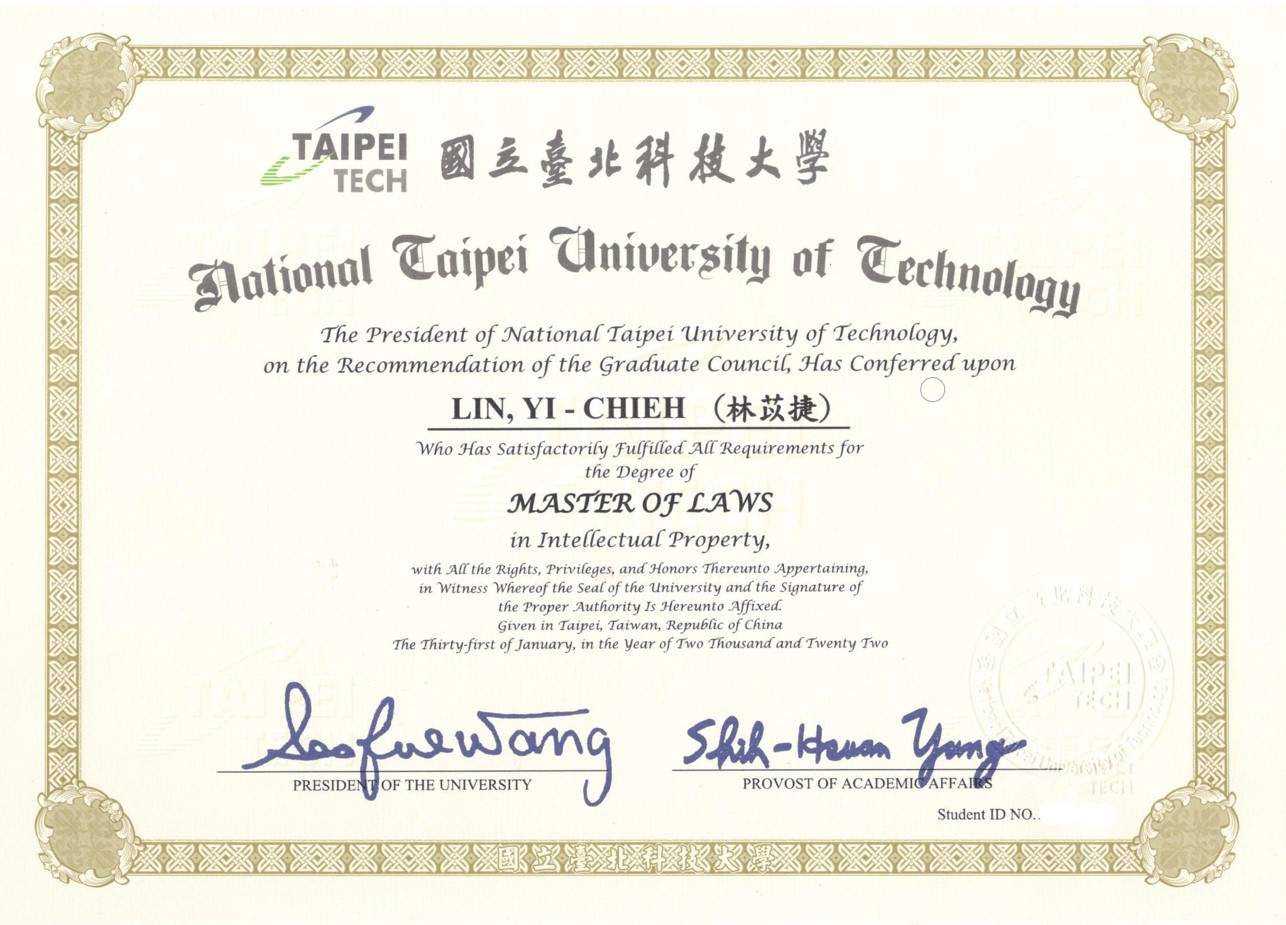 TAIPEI
TECH
國立臺北科技大學
National Taipei University of Technology
The President of National Taipei University of Technology,
on the Recommendation of the Graduate Council, Has Conferred upon
LIN, YI - CHIEH （林苡捷）
Who Has Satisfactorily Fulfilled All Requirements for
the Degree of
MASTER OF LAWS
in Intellectual Property,
with All the Rights, Privileges, and Honors Thereunto Appertaining,
in Witness Whereof the Seal of the University and the Signature of
the Proper Authority Is Hereunto Affixed.
Given in Taipei, Taiwan, Republic of China
The Thirty-first of January, in the Year of Two Thousand and Twenty Two
Sea-Fue Wang
Shih-Hsuan Yang
PRESIDENT OF THE UNIVERSITY
PROVOST OF ACADEMIC AFFAIRS
TAIPEI
TECH
Student ID NO.:
國立臺北科技大學